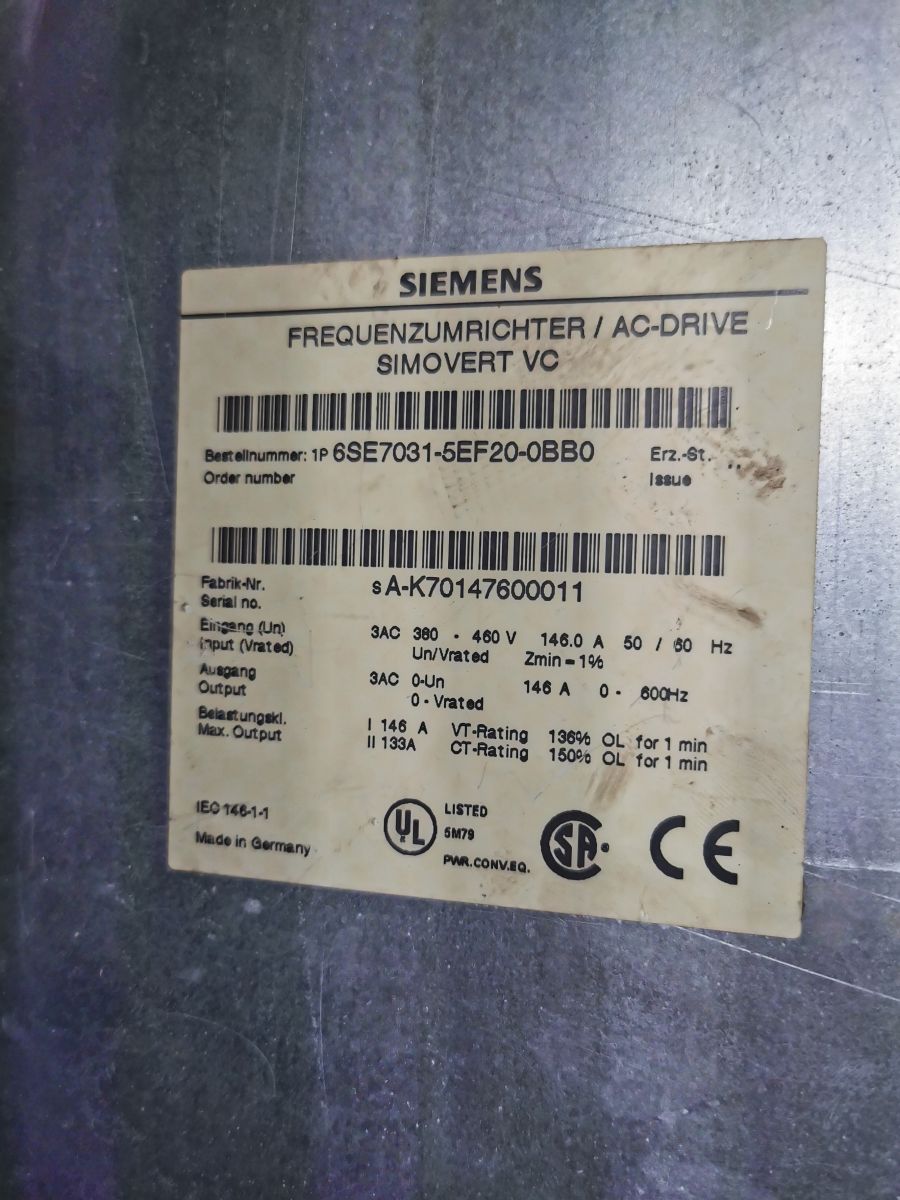 SIEMENS
FREQUENZUMRICHTER / AC-DRIVE
SIMOVERT VC
Bestellnummer: 1P 6SE7031-5EF20-0BB0 Erz.-St.
Order number Issue
Fabrik-Nr. sA-K70147600011
Serial no.
Eingang (Un) 3AC 380 - 460 V 146.0 A 50 / 60 Hz
Input (Vrated) Un/Vrated Zmin = 1%
Ausgang 3AC 0-Un 146 A 0 - 600Hz
Output 0 - Vrated
Belastungskl. I 146 A VT-Rating 136% OL for 1 min
Max. Output II 133A CT-Rating 150% OL for 1 min
IEC 146-1-1
Made in Germany
UL LISTED
5M79
PWR.CONV.EQ.
SA CE